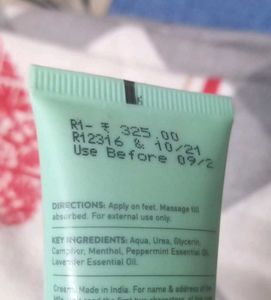 R1- ₹ 325.00
R12316 & 10/21
Use Before 09/2
DIRECTIONS: Apply on feet. Massage till
absorbed. For external use only.
KEY INGREDIENTS: Aqua, Urea, Glycerin,
Camphor, Menthol, Peppermint Essential Oil,
Lavender Essential Oil.
Cream. Made in India. For name & address of